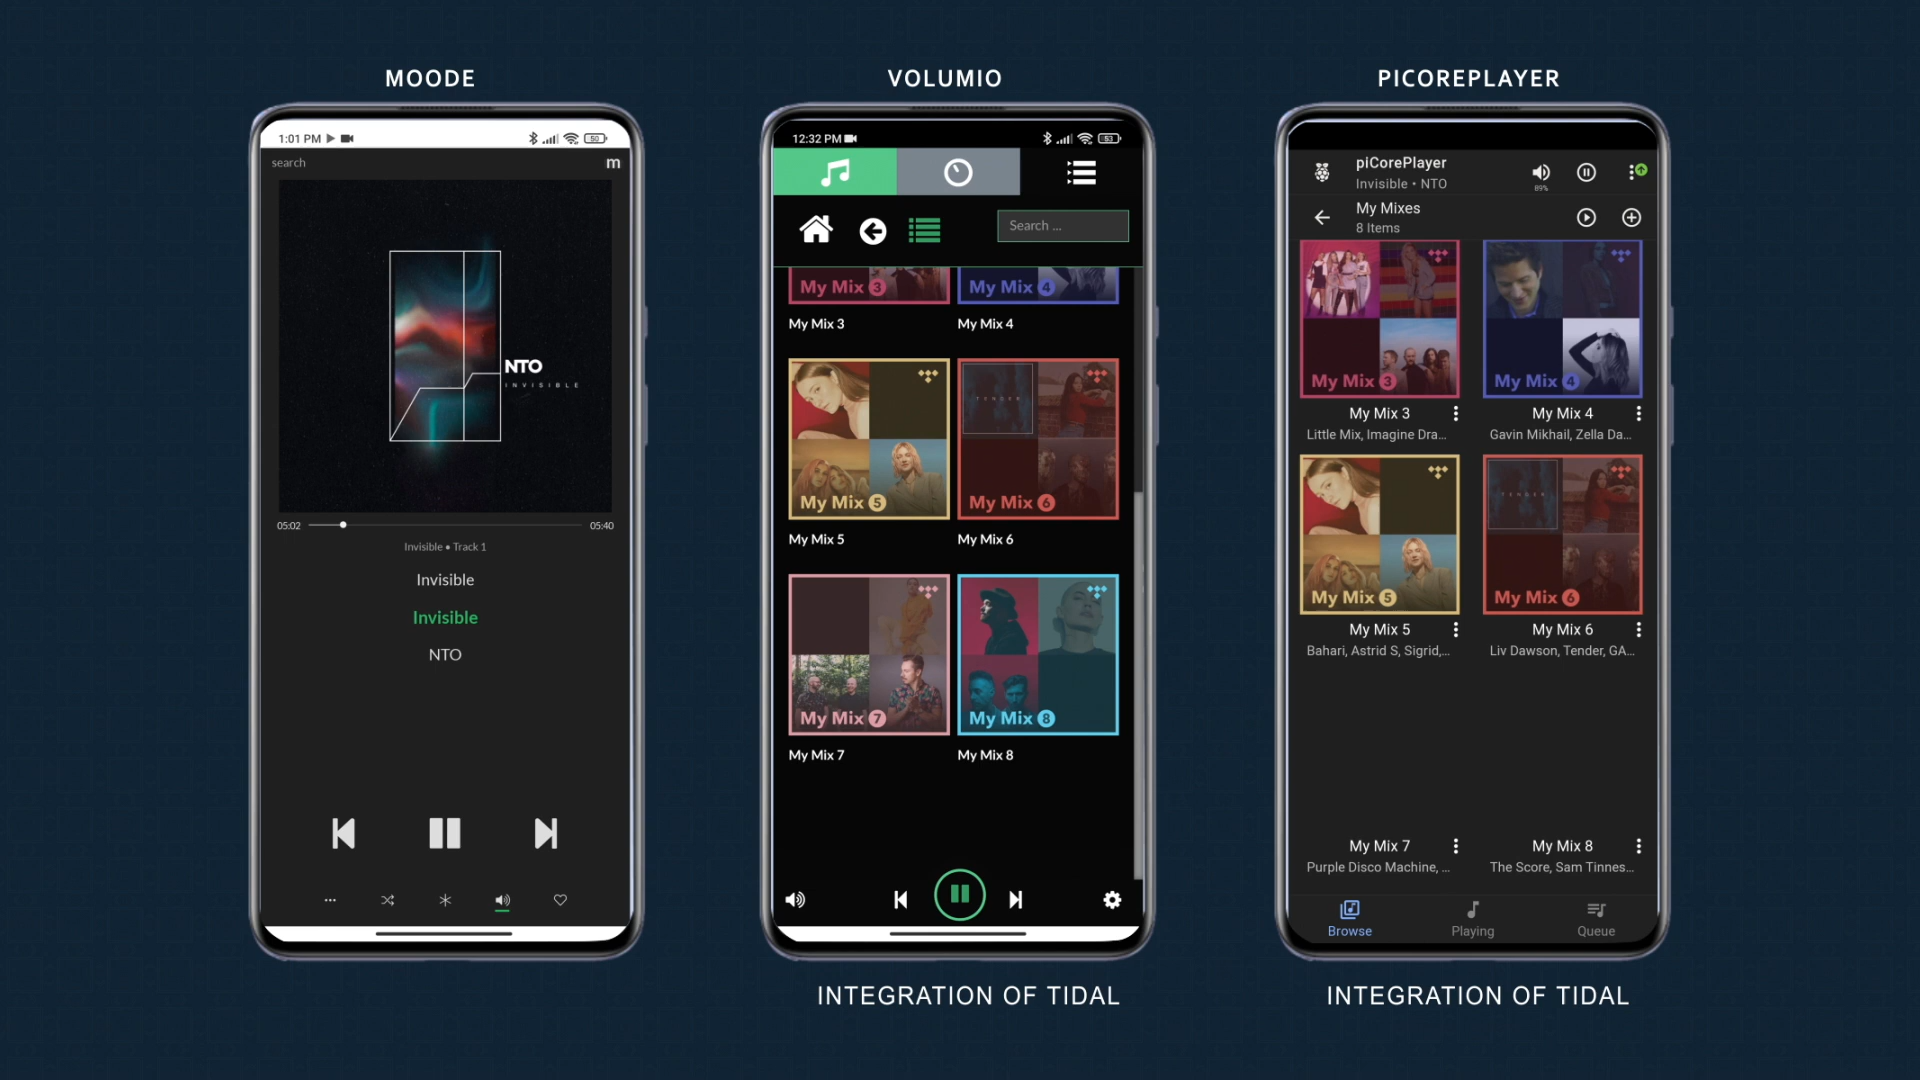 MOODE
1:01 PM
50
search
m
NTO
INVISIBLE
05:02
05:40
Invisible • Track 1
Invisible
Invisible
NTO
VOLUMIO
12:32 PM
53
Search ...
My Mix 3
My Mix 4
My Mix 3
My Mix 4
TENDER
My Mix 5
My Mix 6
My Mix 5
My Mix 6
My Mix 7
My Mix 8
My Mix 7
My Mix 8
INTEGRATION OF TIDAL
PICOREPLAYER
piCorePlayer
Invisible • NTO
89%
My Mixes
8 Items
My Mix 3
My Mix 4
My Mix 3
My Mix 4
Little Mix, Imagine Dra...
Gavin Mikhail, Zella Da...
TENDER
My Mix 5
My Mix 6
My Mix 5
My Mix 6
Bahari, Astrid S, Sigrid,...
Liv Dawson, Tender, GA...
My Mix 7
My Mix 8
Purple Disco Machine, ...
The Score, Sam Tinnes...
Browse
Playing
Queue
INTEGRATION OF TIDAL